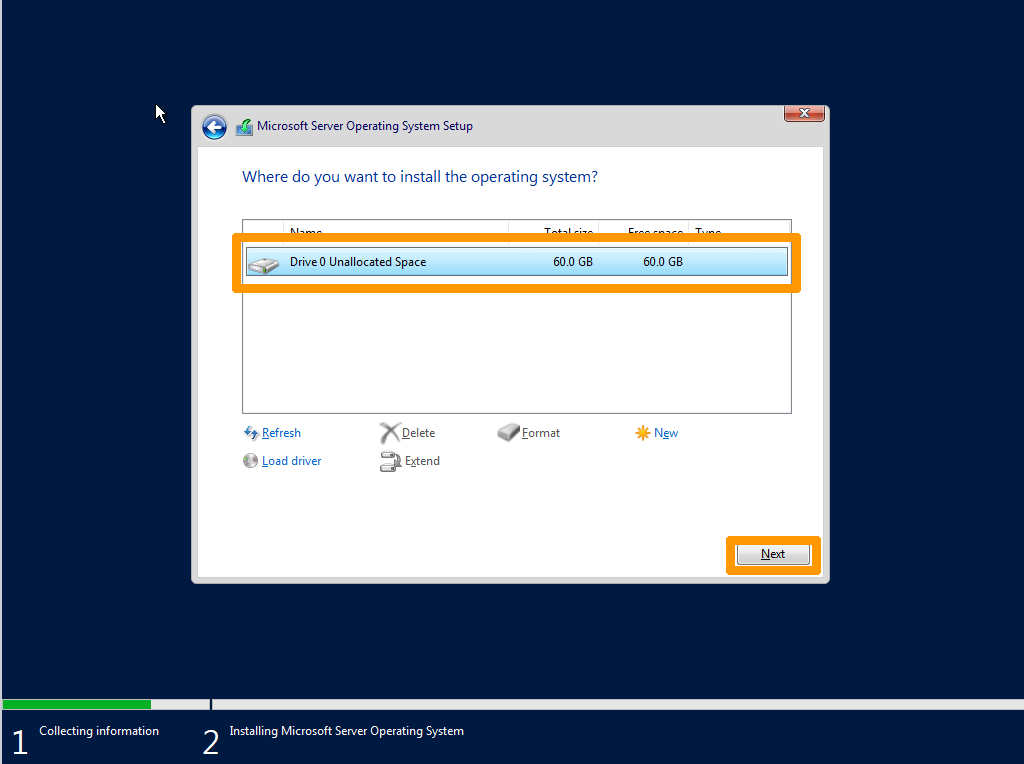 Microsoft Server Operating System Setup
Where do you want to install the operating system?
Name Total size Free space Type
Drive 0 Unallocated Space 60.0 GB 60.0 GB
Refresh Delete Format New
Load driver Extend
Next
1 Collecting information 2 Installing Microsoft Server Operating System